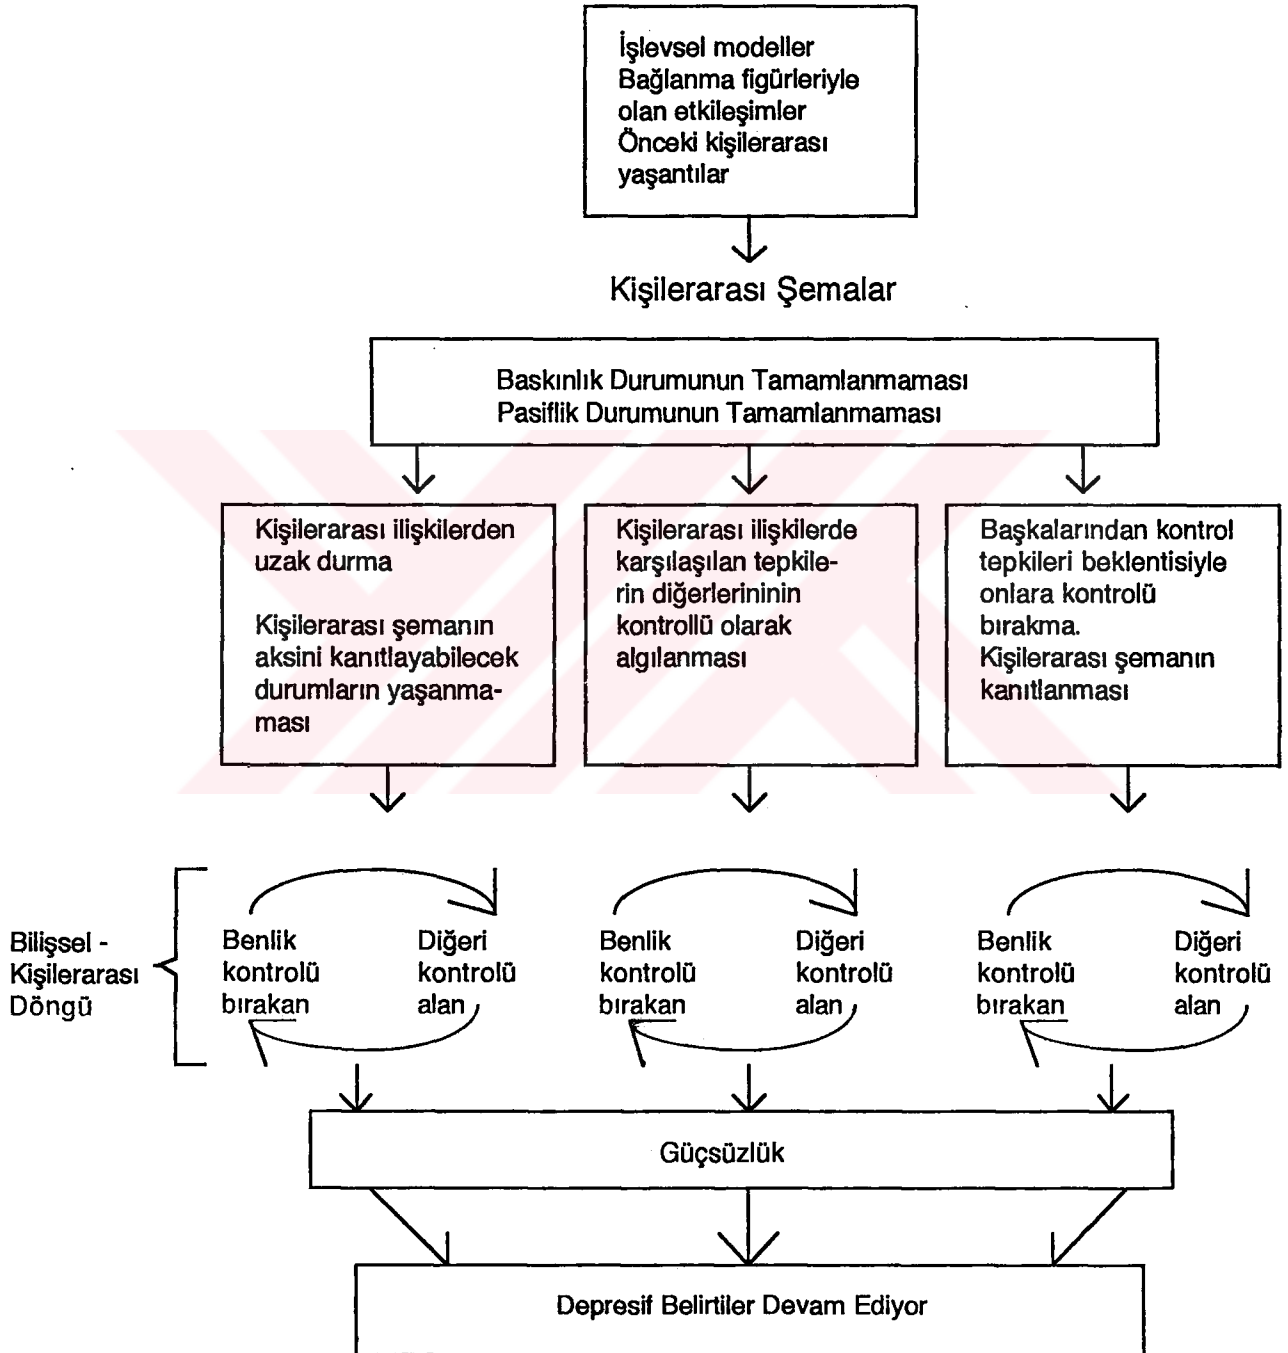 İşlevsel modeller
Bağlanma figürleriyle
olan etkileşimler
Önceki kişilerarası
yaşantılar
Kişilerarası Şemalar
Baskınlık Durumunun Tamamlanmaması
Pasiflik Durumunun Tamamlanmaması
Kişilerarası ilişkilerden
uzak durma
Kişilerarası şemanın
aksini kanıtlayabilecek
durumların yaşanma-
ması
Kişilerarası ilişkilerde
karşılaşılan tepkile-
rin diğerlerininin
kontrollü olarak
algılanması
Başkalarından kontrol
tepkileri beklentisiyle
onlara kontrolü
bırakma.
Kişilerarası şemanın
kanıtlanması
Bilişsel -
Kişilerarası
Döngü
Benlik
kontrolü
bırakan
Diğeri
kontrolü
alan
Benlik
kontrolü
bırakan
Diğeri
kontrolü
alan
Benlik
kontrolü
bırakan
Diğeri
kontrolü
alan
Güçsüzlük
Depresif Belirtiler Devam Ediyor